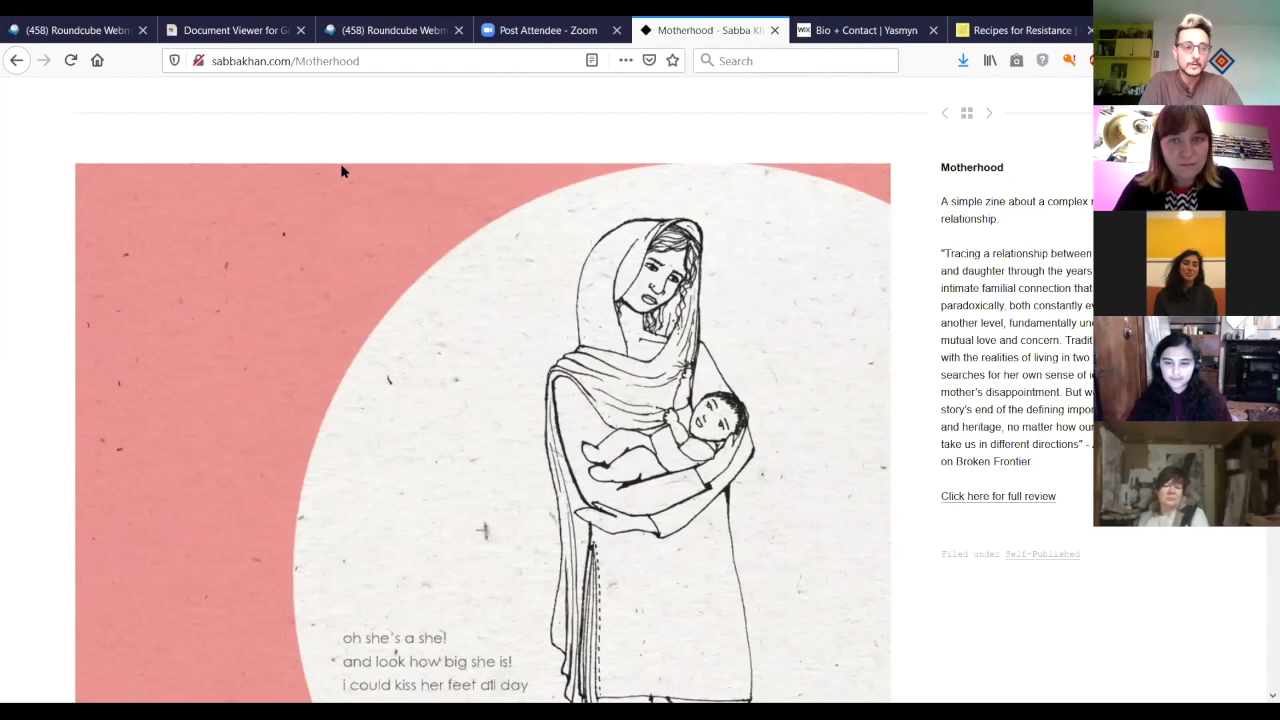 (458) Roundcube Webm
Document Viewer for G
(458) Roundcube Webm
Post Attendee - Zoom
Motherhood - Sabba Kh
WIX
Bio + Contact | Yasmyn
Recipes for Resistance |
sabbakhan.com/Motherhood
Search
Motherhood
A simple zine about a complex
relationship.
"Tracing a relationship between
and daughter through the years
intimate familial connection that
paradoxically, both constantly
another level, fundamentally
mutual love and concern.
with the realities of living in two
searches for her own sense of
mother's disappointment. But
story's end of the defining
and heritage, no matter how
take us in different directions" -
on Broken Frontier.
Click here for full review
Filed under Self-Published
oh she's a she!
and look how big she is!
i could kiss her feet all day